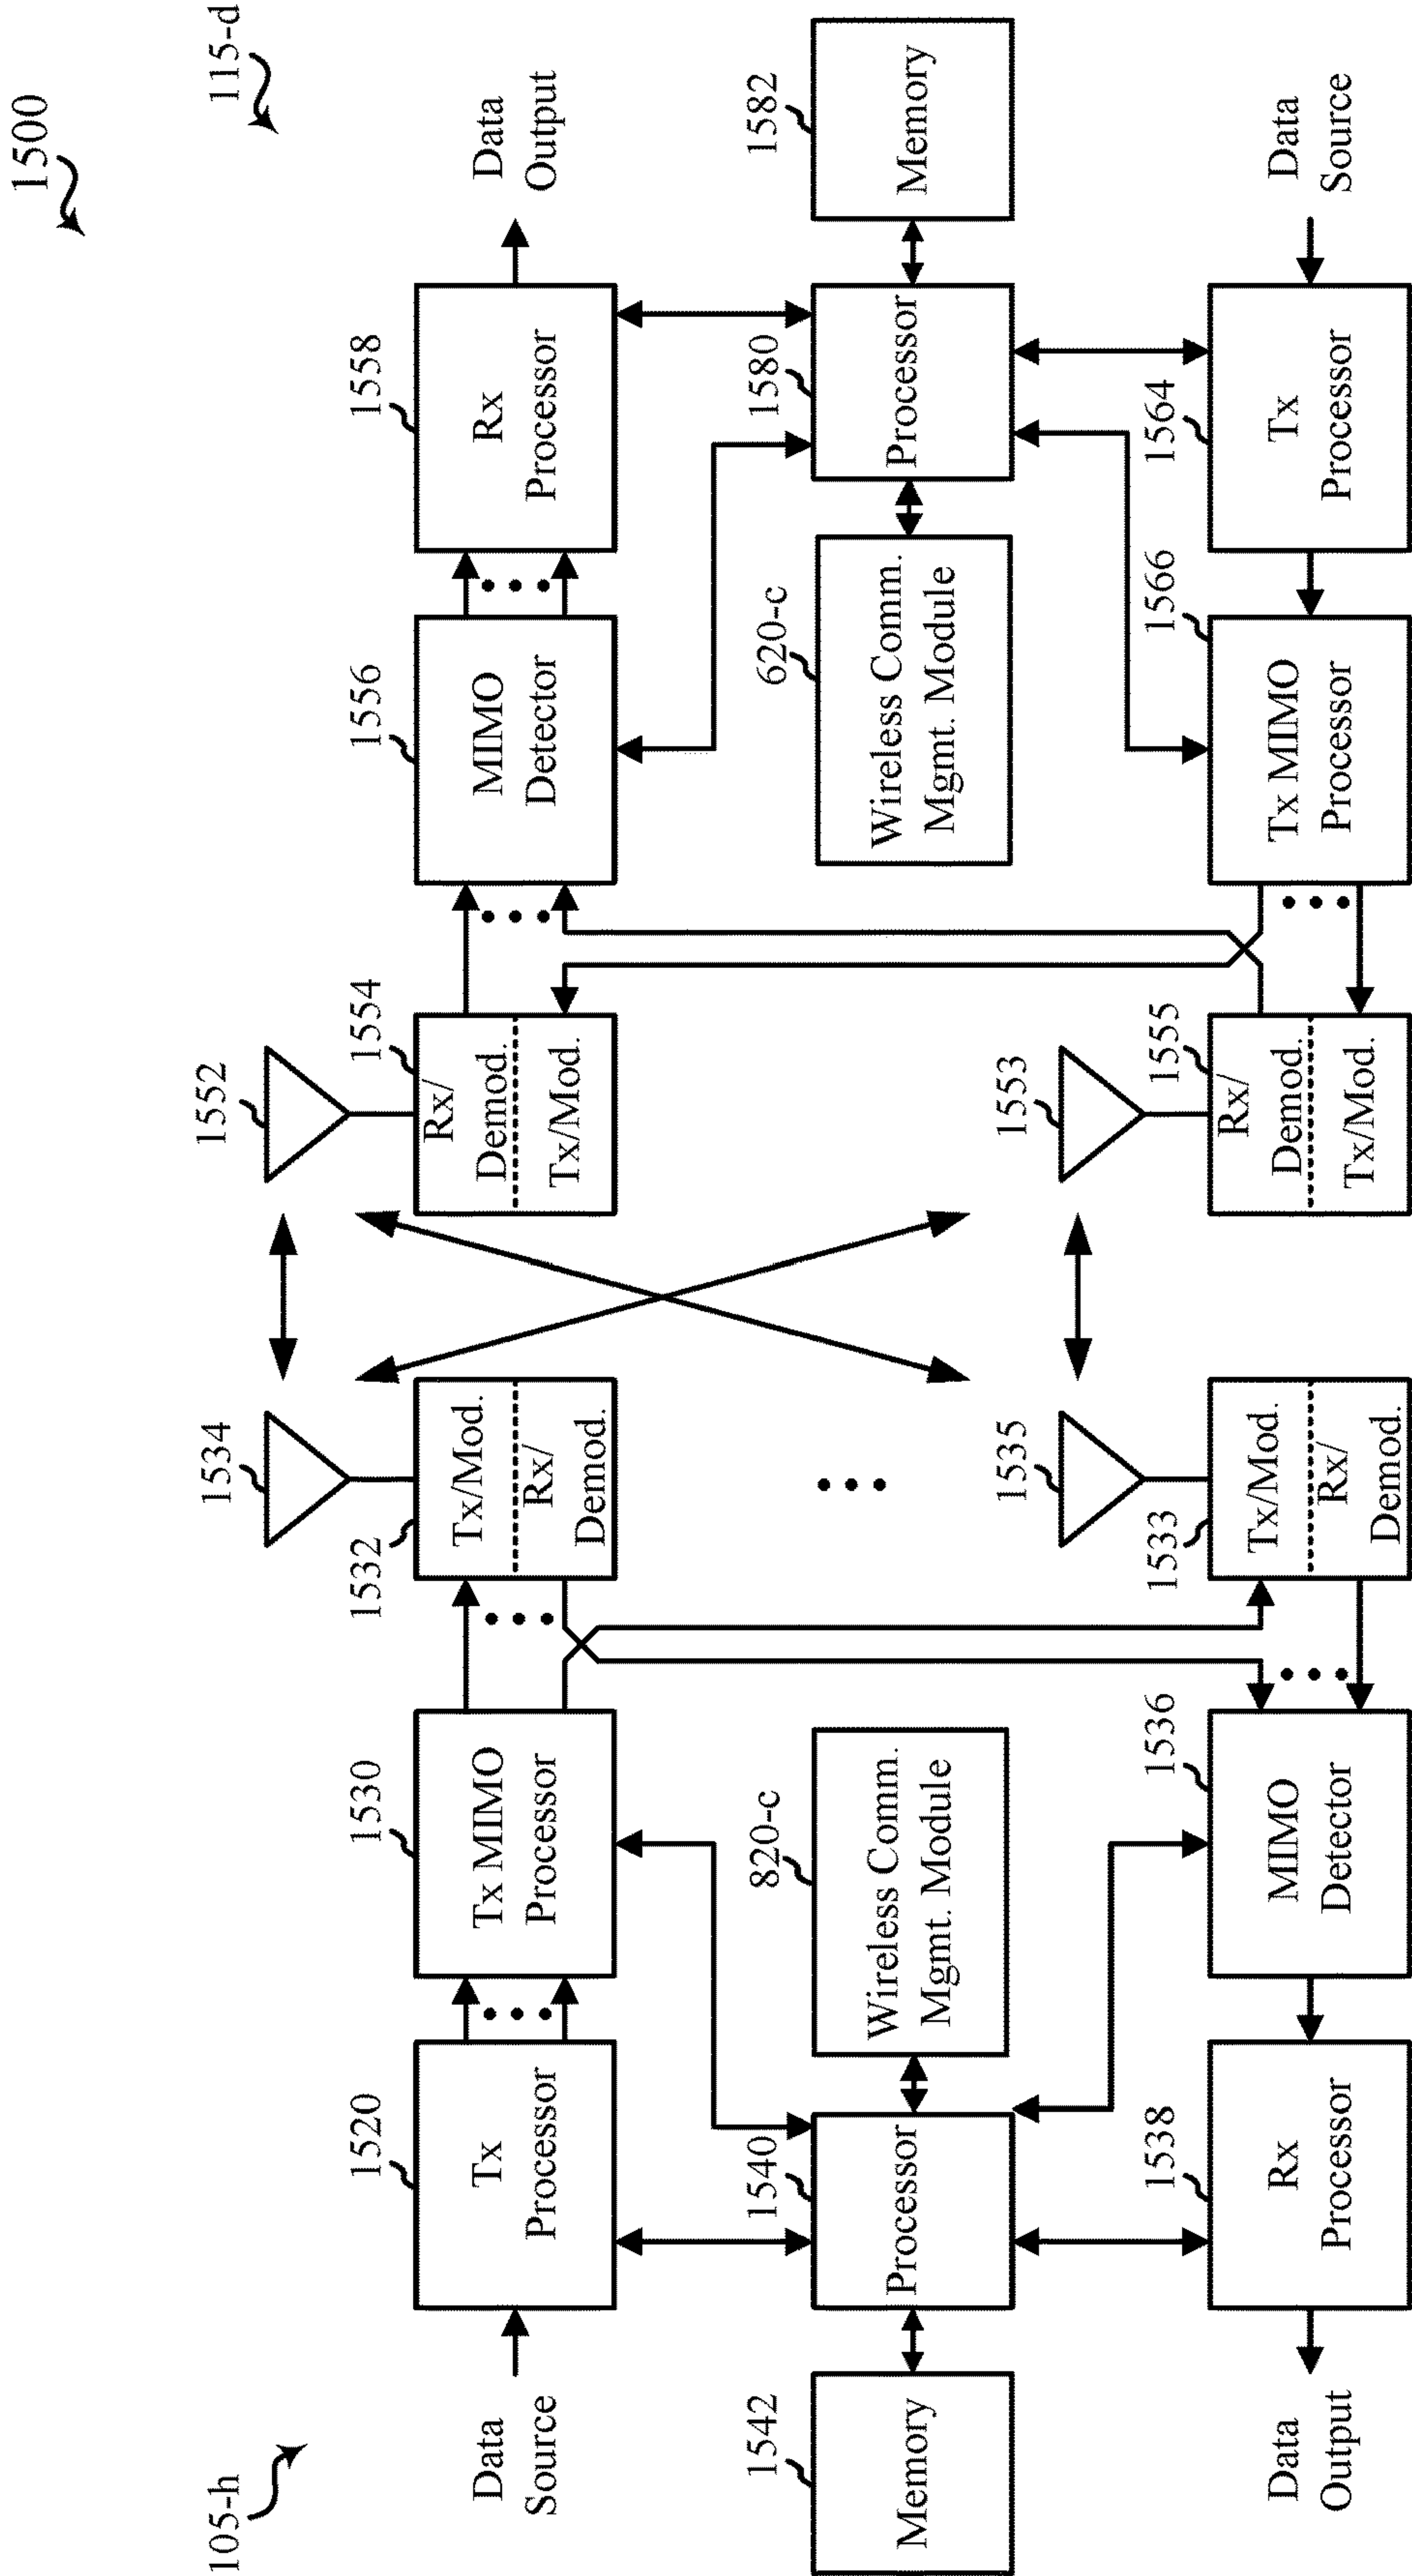 1500
105-h
115-d
1534
1552
Data
Source
1520
Tx
Processor
1530
Tx MIMO
Processor
1532
Tx/Mod.
Rx/
Demod.
1554
Rx/
Demod.
Tx/Mod.
1556
MIMO
Detector
1558
Rx
Processor
Data
Output
1542
Memory
1540
Processor
820-c
Wireless Comm.
Mgmt. Module
620-c
Wireless Comm.
Mgmt. Module
1580
Processor
1582
Memory
1535
1553
Data
Output
1538
Rx
Processor
1536
MIMO
Detector
1533
Tx/Mod.
Rx/
Demod.
1555
Rx/
Demod.
Tx/Mod.
1566
Tx MIMO
Processor
1564
Tx
Processor
Data
Source